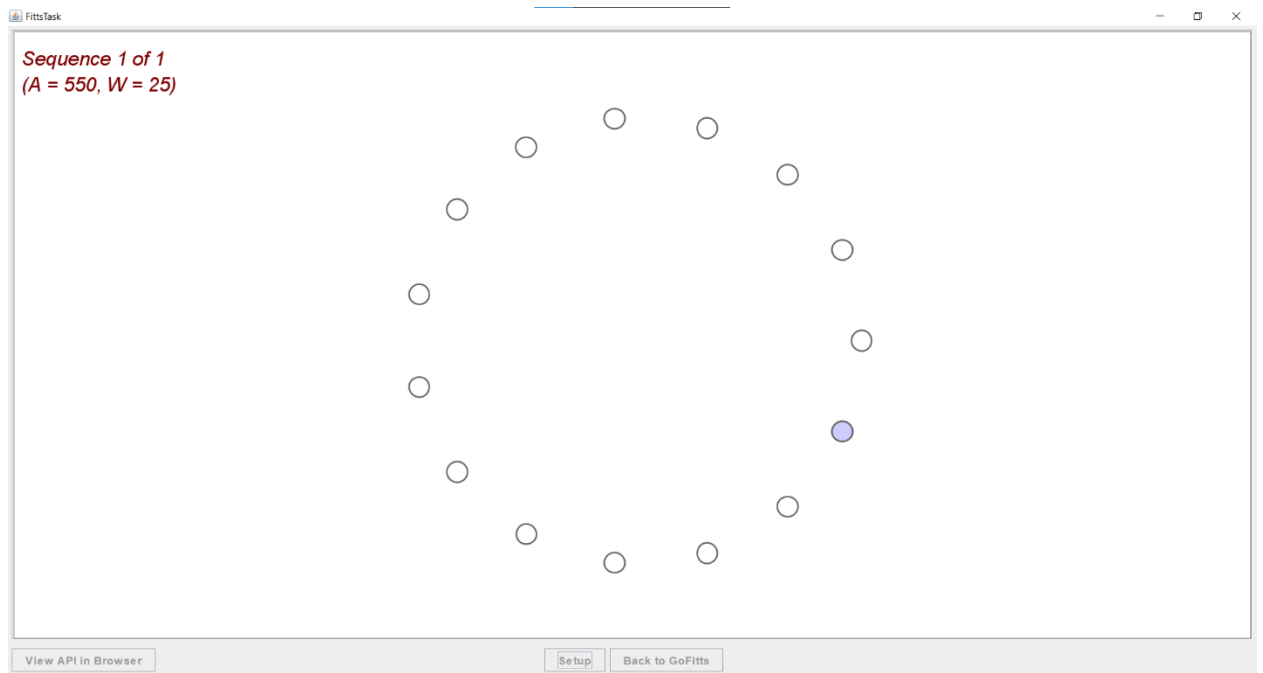 FittsTask
Sequence 1 of 1
(A = 550, W = 25)
View API in Browser
Setup
Back to GoFitts